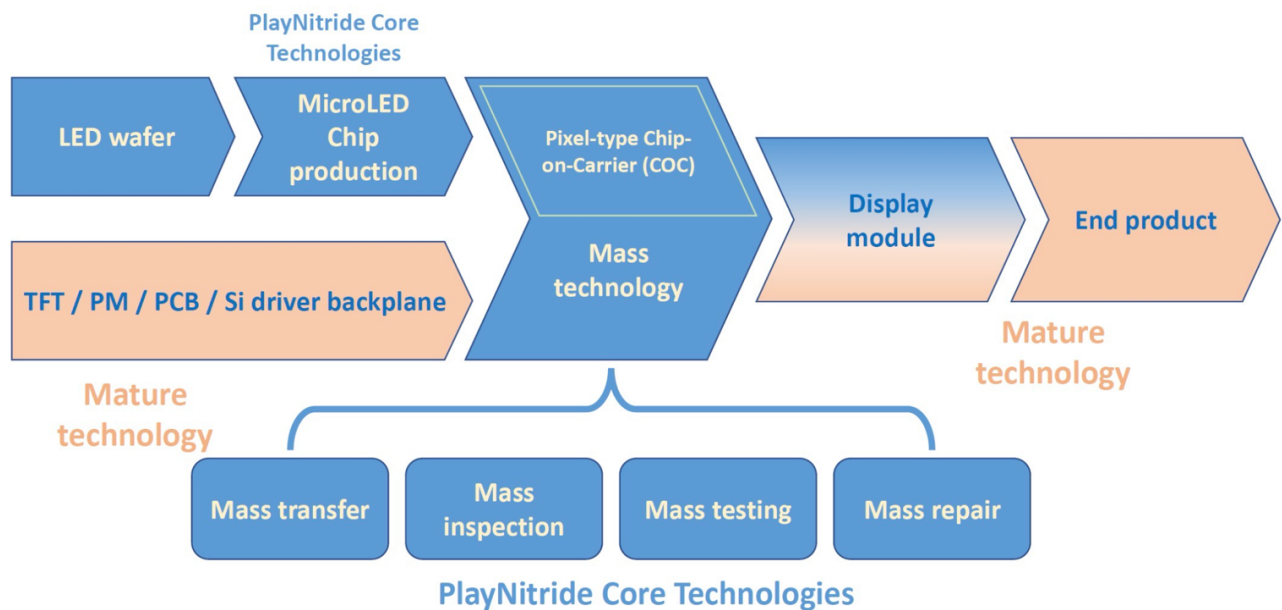 PlayNitride Core
Technologies
LED wafer
MicroLED
Chip
production
Pixel-type Chip-
on-Carrier (COC)
Mass
technology
Display
module
End product
TFT / PM / PCB / Si driver backplane
Mature
technology
Mature
technology
Mass transfer
Mass
inspection
Mass testing
Mass repair
PlayNitride Core Technologies